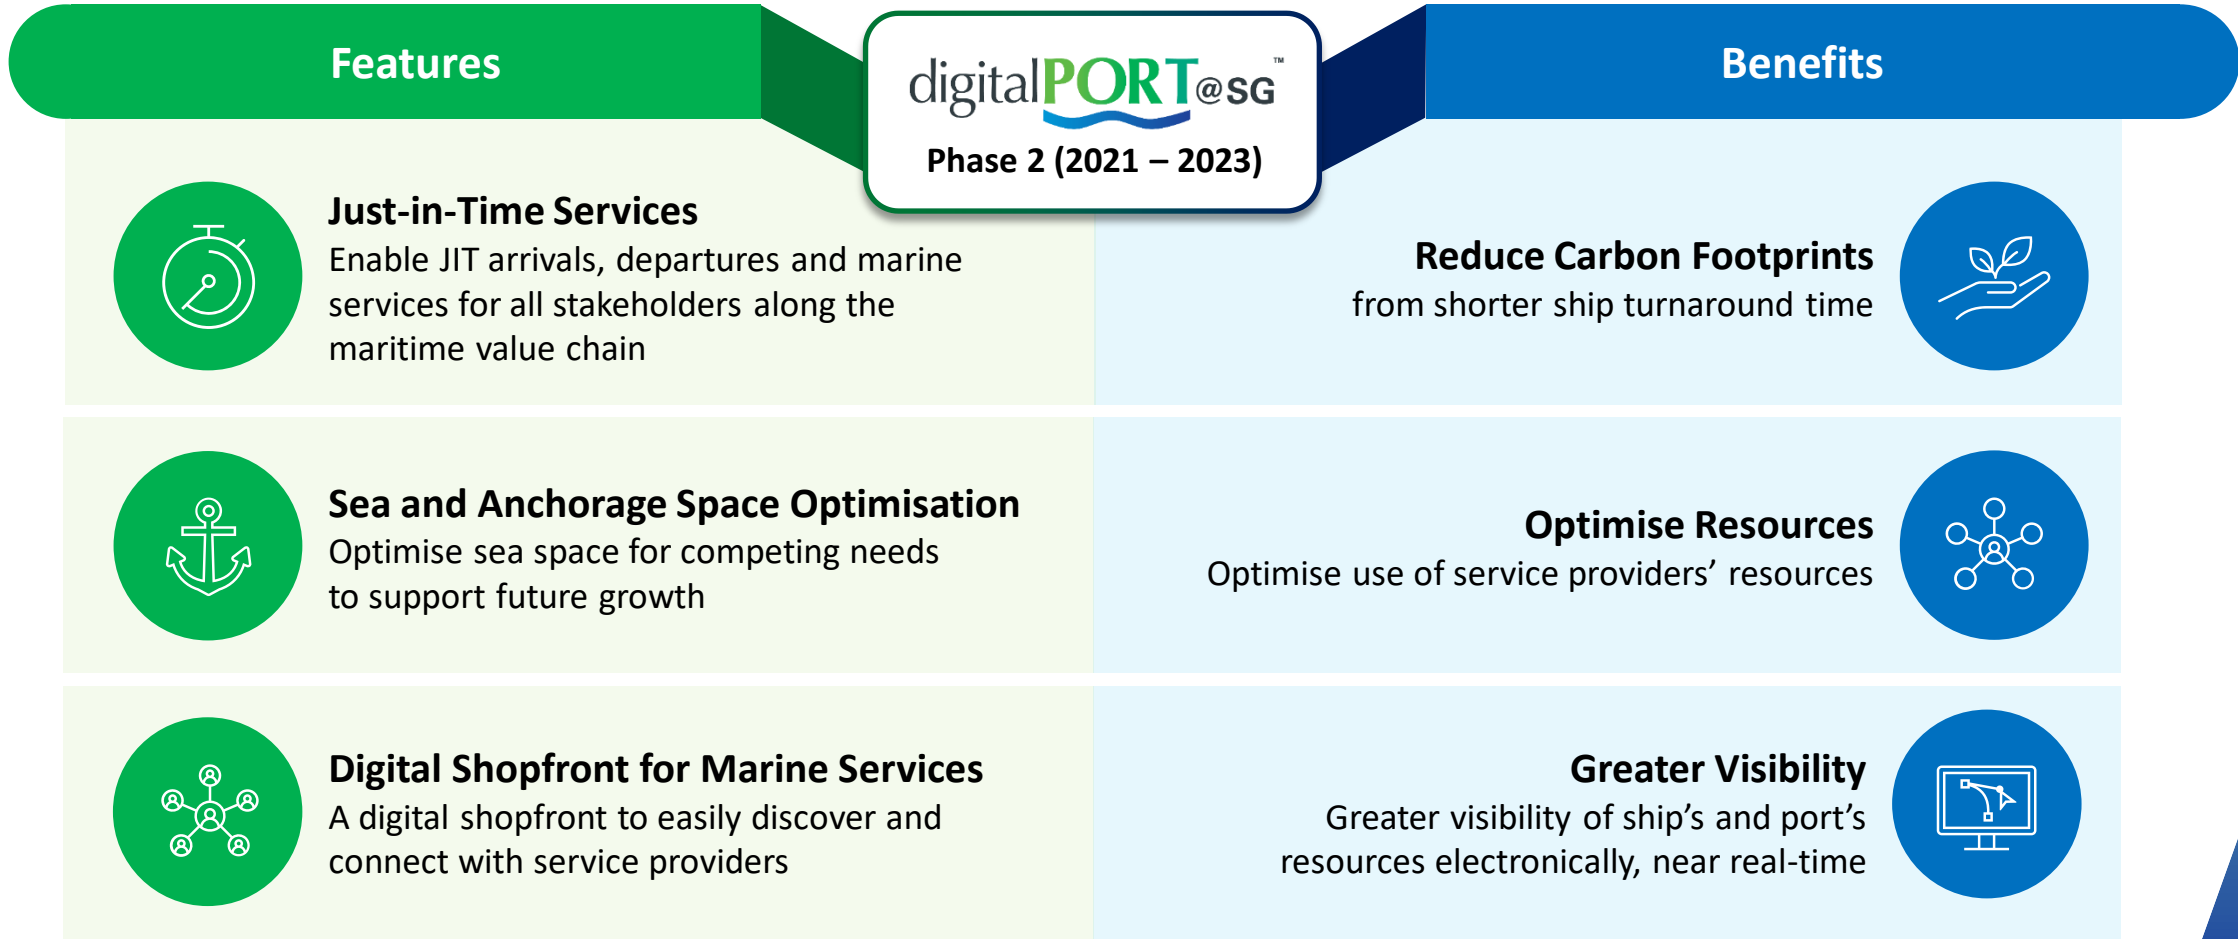 Features
digitalPORT@SG™
Phase 2 (2021 – 2023)
Benefits
Just-in-Time Services
Enable JIT arrivals, departures and marine
services for all stakeholders along the
maritime value chain
Reduce Carbon Footprints
from shorter ship turnaround time
Sea and Anchorage Space Optimisation
Optimise sea space for competing needs
to support future growth
Optimise Resources
Optimise use of service providers’ resources
Digital Shopfront for Marine Services
A digital shopfront to easily discover and
connect with service providers
Greater Visibility
Greater visibility of ship’s and port’s
resources electronically, near real-time